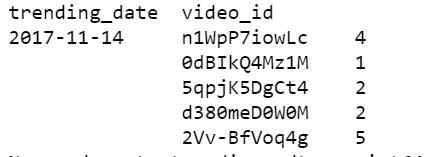 trending_date video_id
2017-11-14 n1WpP7iowLc 4
0dBIkQ4Mz1M 1
5qpjK5DgCt4 2
d380meD0W0M 2
2Vv-BfVoq4g 5